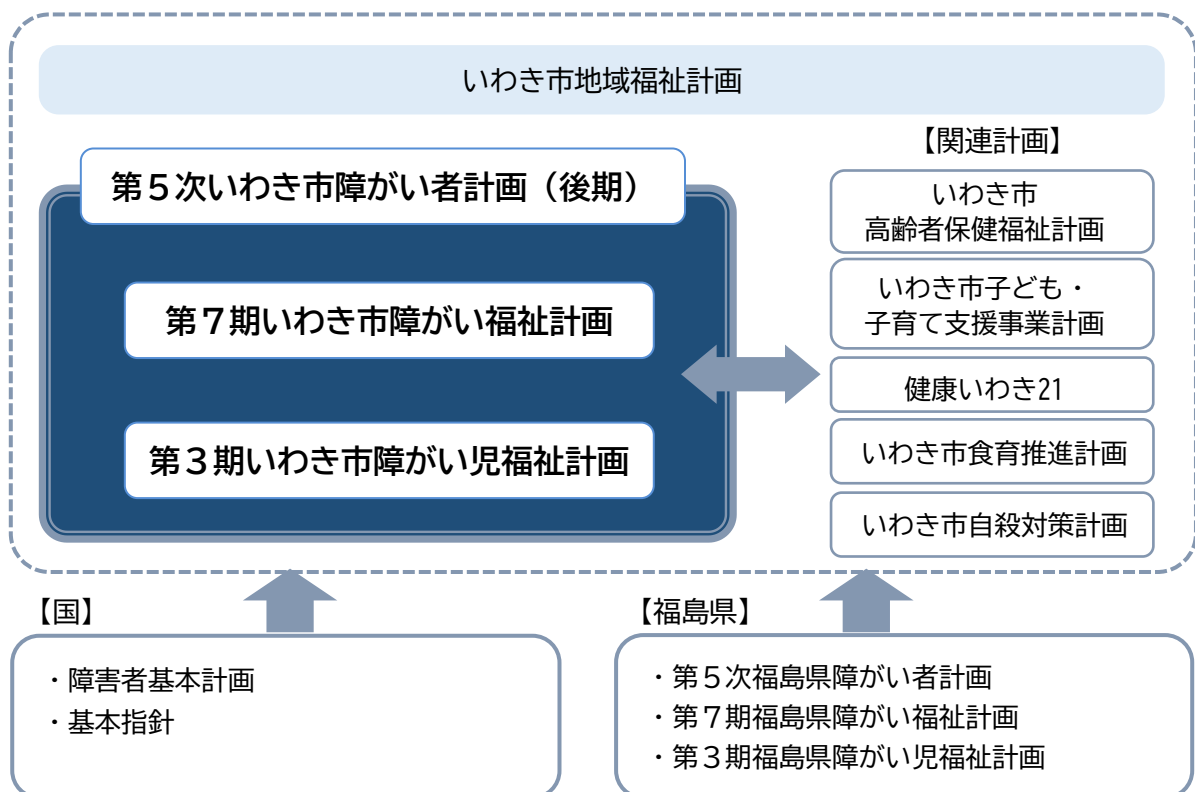 いわき市地域福祉計画
第５次いわき市障がい者計画（後期）
第７期いわき市障がい福祉計画
第３期いわき市障がい児福祉計画
【関連計画】
いわき市
高齢者保健福祉計画
いわき市子ども・
子育て支援事業計画
健康いわき21
いわき市食育推進計画
いわき市自殺対策計画
【国】
・障害者基本計画
・基本指針
【福島県】
・第５次福島県障がい者計画
・第７期福島県障がい福祉計画
・第３期福島県障がい児福祉計画